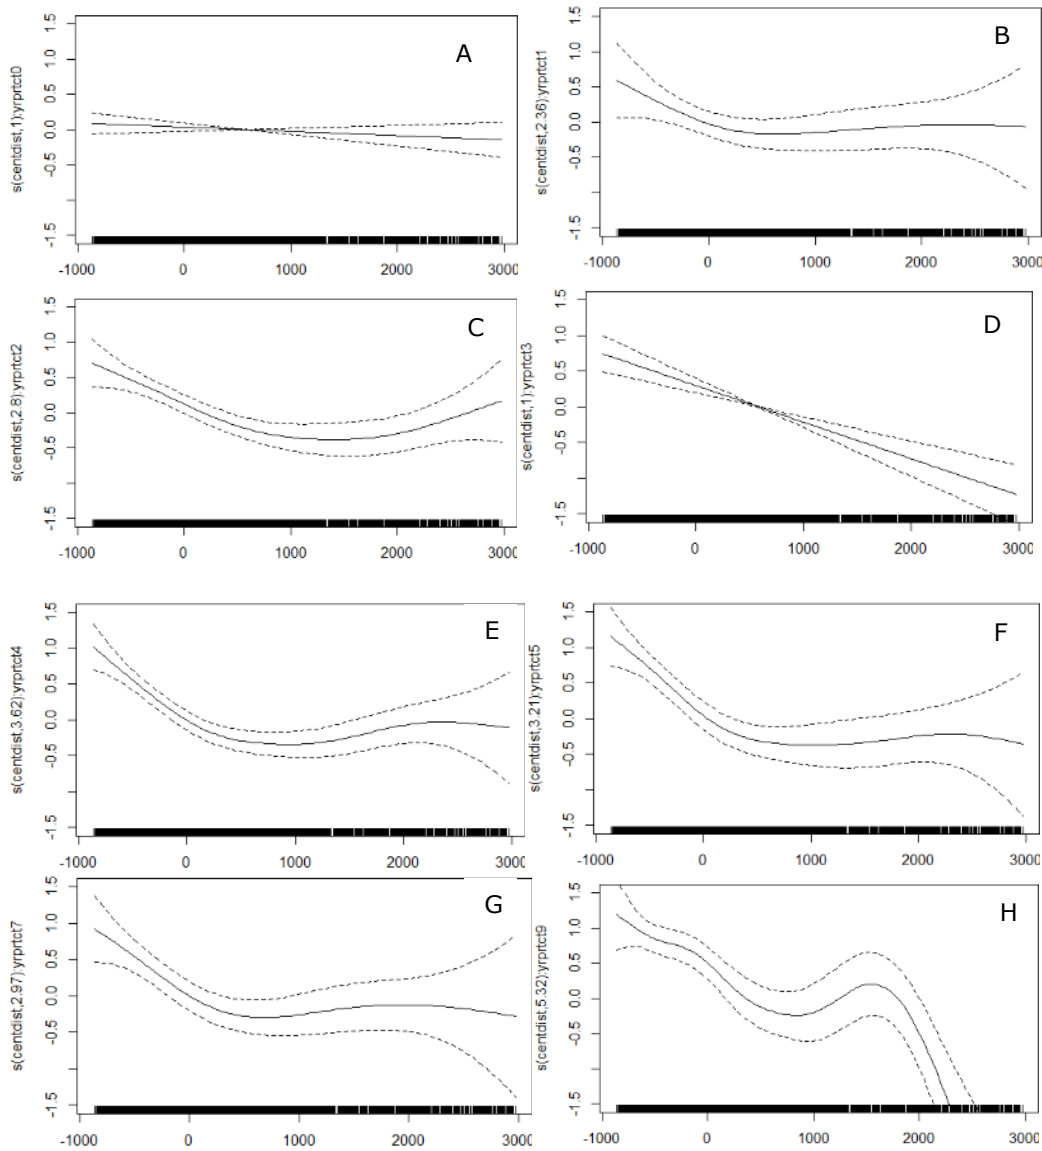 s(centdist,1):yrprtct0
-1.5 -0.5 0.0 0.5 1.0 1.5
A
-1000 0 1000 2000 3000
s(centdist,2.36):yrprtct1
-1.5 -0.5 0.0 0.5 1.0 1.5
B
-1000 0 1000 2000 3000
s(centdist,2.8):yrprtct2
-1.5 -0.5 0.0 0.5 1.0 1.5
C
-1000 0 1000 2000 3000
s(centdist,1):yrprtct3
-1.5 -0.5 0.0 0.5 1.0 1.5
D
-1000 0 1000 2000 3000
s(centdist,3.62):yrprtct4
-1.5 -0.5 0.0 0.5 1.0 1.5
E
-1000 0 1000 2000 3000
s(centdist,3.21):yrprtct5
-1.5 -0.5 0.0 0.5 1.0 1.5
F
-1000 0 1000 2000 3000
s(centdist,2.97):yrprtct7
-1.5 -0.5 0.0 0.5 1.0 1.5
G
-1000 0 1000 2000 3000
s(centdist,5.32):yrprtct9
-1.5 -0.5 0.0 0.5 1.0 1.5
H
-1000 0 1000 2000 3000